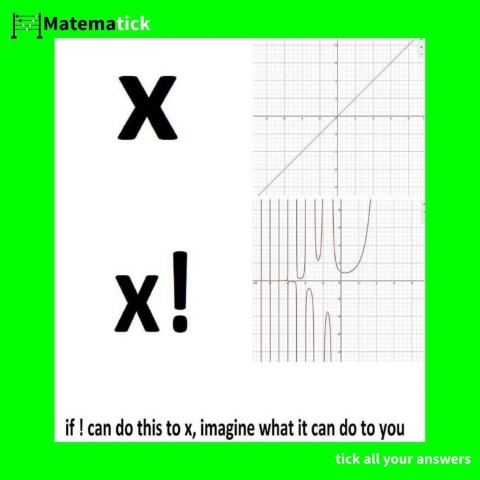 Matematick
x
x!
if ! can do this to x, imagine what it can do to you
tick all your answers